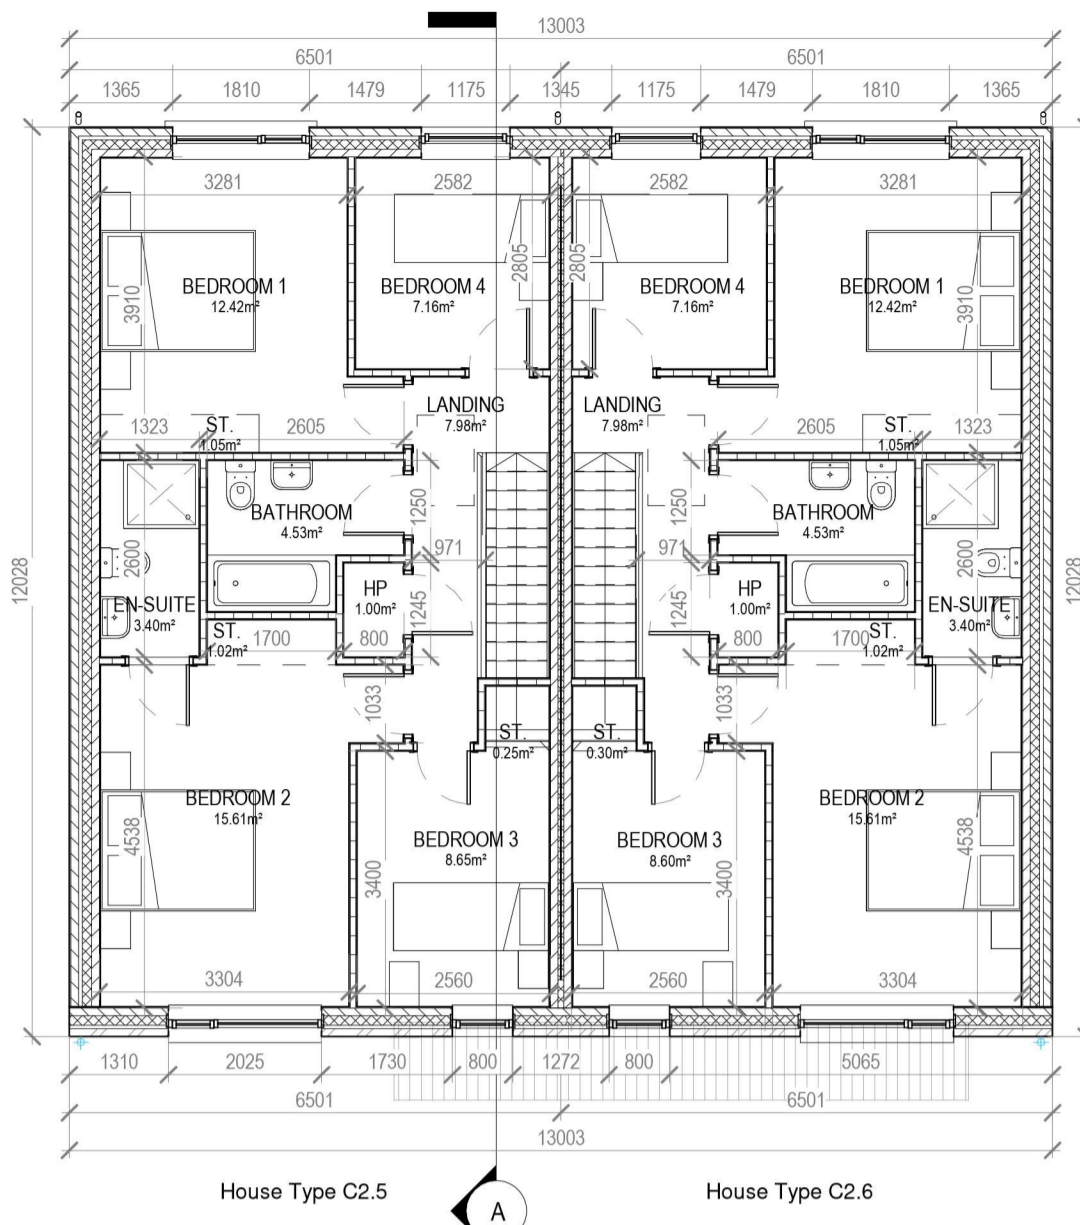 13003
6501 6501
1365 1810 1479 1175 1345 1175 1479 1810 1365
3281 2582 2582 3281
2805 2805
BEDROOM 1 BEDROOM 4 BEDROOM 4 BEDROOM 1
12.42m² 7.16m² 7.16m² 12.42m²
3910 3910
LANDING LANDING
7.98m² 7.98m²
ST. ST.
1323 1.05m² 2605 2605 1.05m² 1323
BATHROOM BATHROOM
4.53m² 4.53m²
1250 1250
2600 971 971 2600
12028 12028
HP HP
1.00m² 1.00m²
1245 1245
EN-SUITE EN-SUITE
3.40m² 3.40m²
ST. ST.
1.02m² 1700 800 800 1700 1.02m²
1033 1033
ST. ST.
0.25m² 0.30m²
BEDROOM 2 BEDROOM 2
15.61m² 15.61m²
4538 4538
BEDROOM 3 BEDROOM 3
8.65m² 8.60m²
3400 3400
3304 2560 2560 3304
1310 2025 1730 800 1272 800 5065
6501 6501
13003
House Type C2.5 House Type C2.6
A